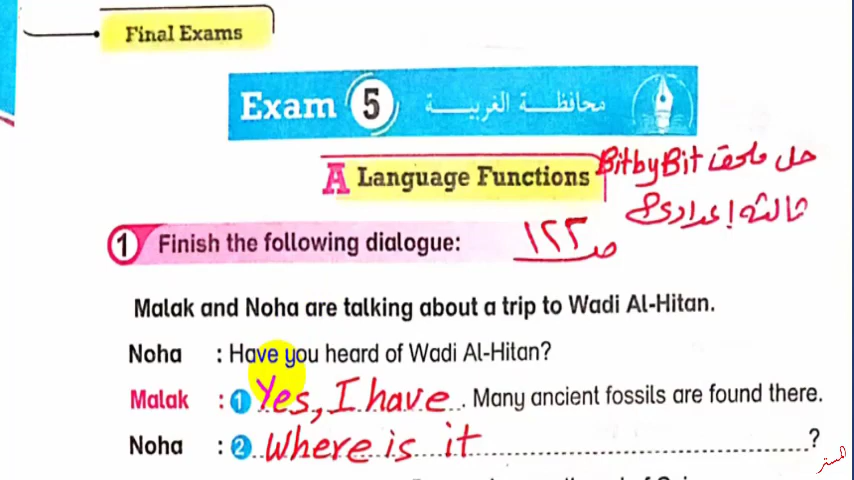 Final Exams
Exam 5 محافظة الغربية
A Language Functions
حل ملحق BitbyBit
ثالثة إعدادى
1 Finish the following dialogue:
ص ١٢٢
Malak and Noha are talking about a trip to Wadi Al-Hitan.
Noha : Have you heard of Wadi Al-Hitan?
Malak : 1 Yes, I have. Many ancient fossils are found there.
Noha : 2 Where is it ?